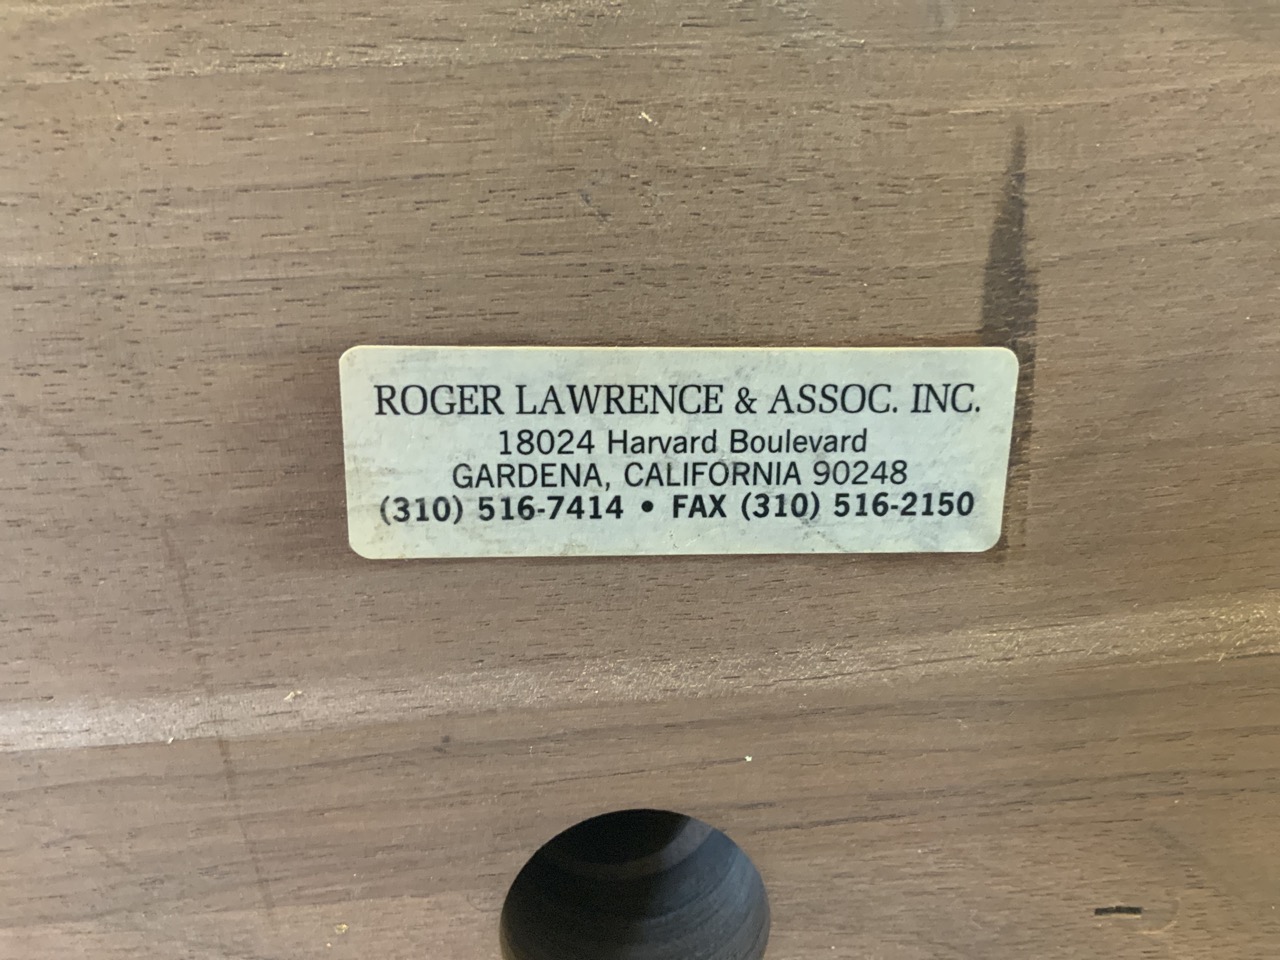 ROGER LAWRENCE & ASSOC. INC.
18024 Harvard Boulevard
GARDENA, CALIFORNIA 90248
(310) 516-7414 • FAX (310) 516-2150